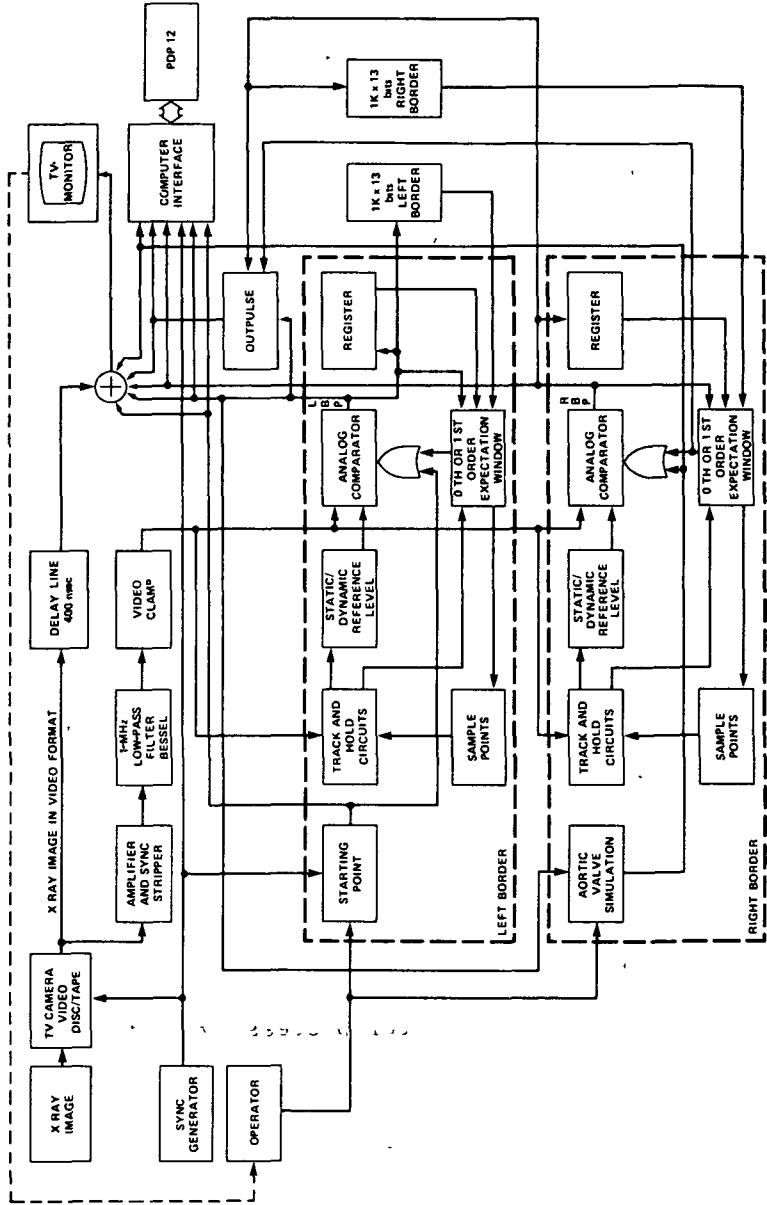 X RAY
IMAGE
TV CAMERA
VIDEO
DISC/TAPE
X RAY IMAGE IN VIDEO FORMAT
DELAY LINE
400 nsec
TV-
MONITOR
PDP 12
AMPLIFIER
AND SYNC
STRIPPER
1-MHz
LOW-PASS
FILTER
BESSEL
VIDEO
CLAMP
COMPUTER
INTERFACE
SYNC
GENERATOR
OPERATOR
OUTPULSE
STARTING
POINT
TRACK AND
HOLD
CIRCUITS
STATIC/
DYNAMIC
REFERENCE
LEVEL
ANALOG
COMPARATOR
L
B
P
REGISTER
1K x 13
bits
LEFT
BORDER
1K x 13
bits
RIGHT
BORDER
SAMPLE
POINTS
0 TH OR 1 ST
ORDER
EXPECTATION
WINDOW
LEFT BORDER
AORTIC
VALVE
SIMULATION
TRACK AND
HOLD
CIRCUITS
STATIC/
DYNAMIC
REFERENCE
LEVEL
ANALOG
COMPARATOR
R
B
P
REGISTER
SAMPLE
POINTS
0 TH OR 1 ST
ORDER
EXPECTATION
WINDOW
RIGHT BORDER